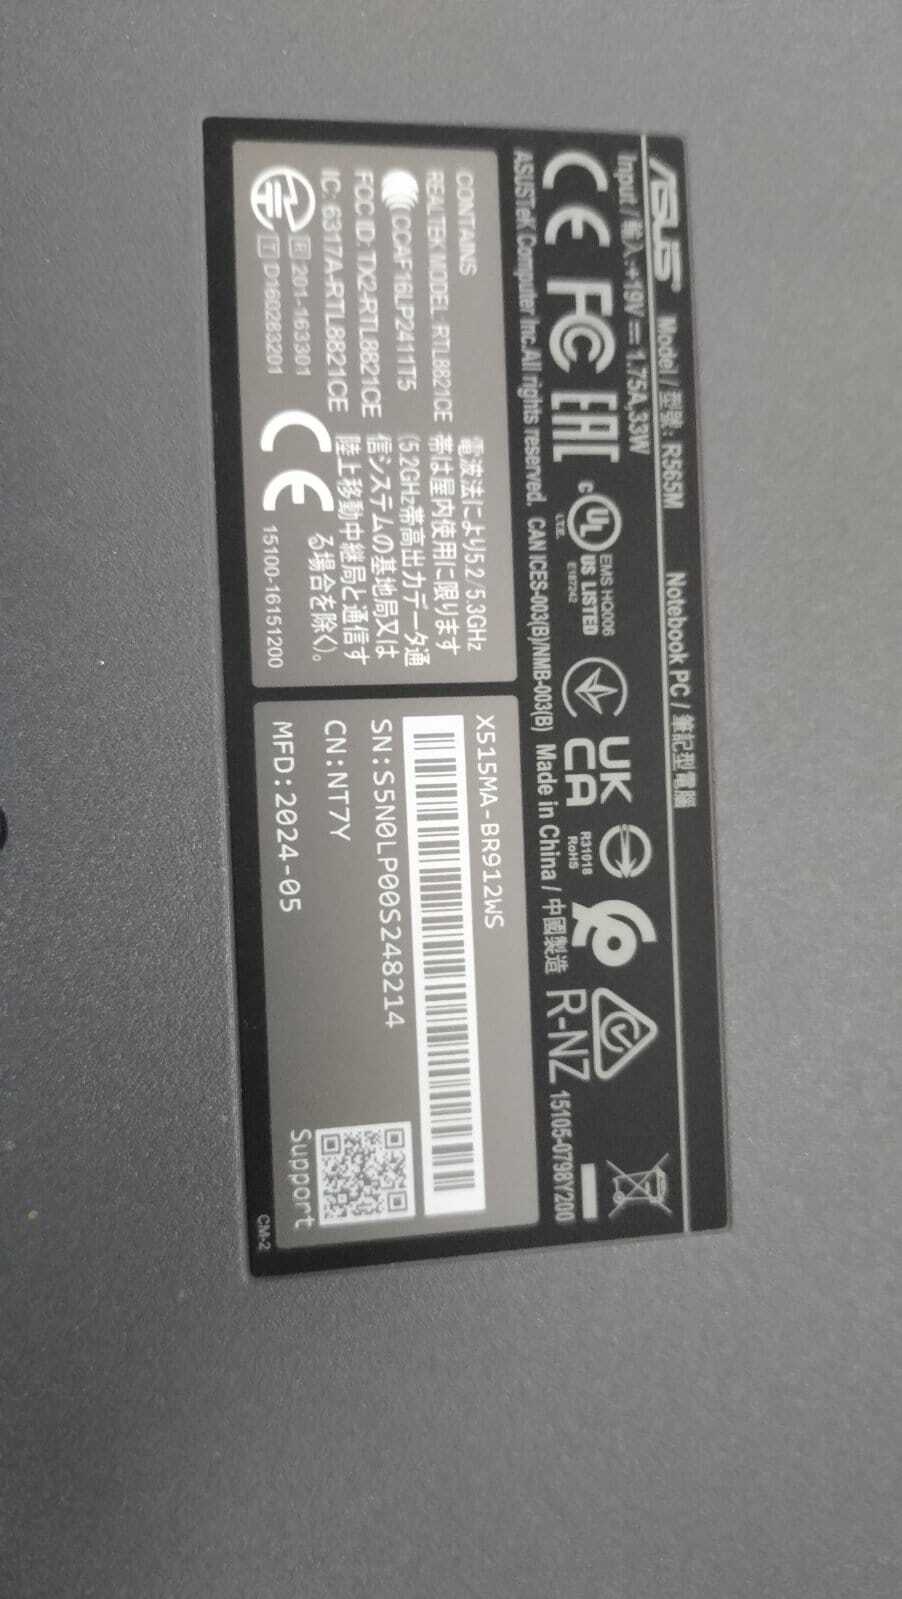 ASUS Model / 型號: R565M Notebook PC / 筆記型電腦
Input / 輸入:+19V ⎓ 1.75A,33W
CE FC EAC
c UL US LISTED
I.T.E.
EMS HQ006
E187242
UK
CA
R31018
RoHS
ASUSTeK Computer Inc.All rights reserved. CAN ICES-003(B)/NMB-003(B) Made in China / 中國製造 R-NZ 15105-0798Y200
CONTAINS
REALTEK MODEL :RTL8821CE
CCAF16LP2411T5
FCC ID: TX2-RTL8821CE
IC: 6317A-RTL8821CE
R 201-163301
T D160283201
電波法により5.2/5.3GHz
帯は屋内使用に限ります
(5.2GHz帯高出力データ通
信システムの基地局又は
陸上移動中継局と通信す
る場合を除く)。
CE 15100-16151200
X515MA-BR912WS
SN:S5N0LP00S248214
CN:NT7Y
MFD:2024-05
Support
CM-2